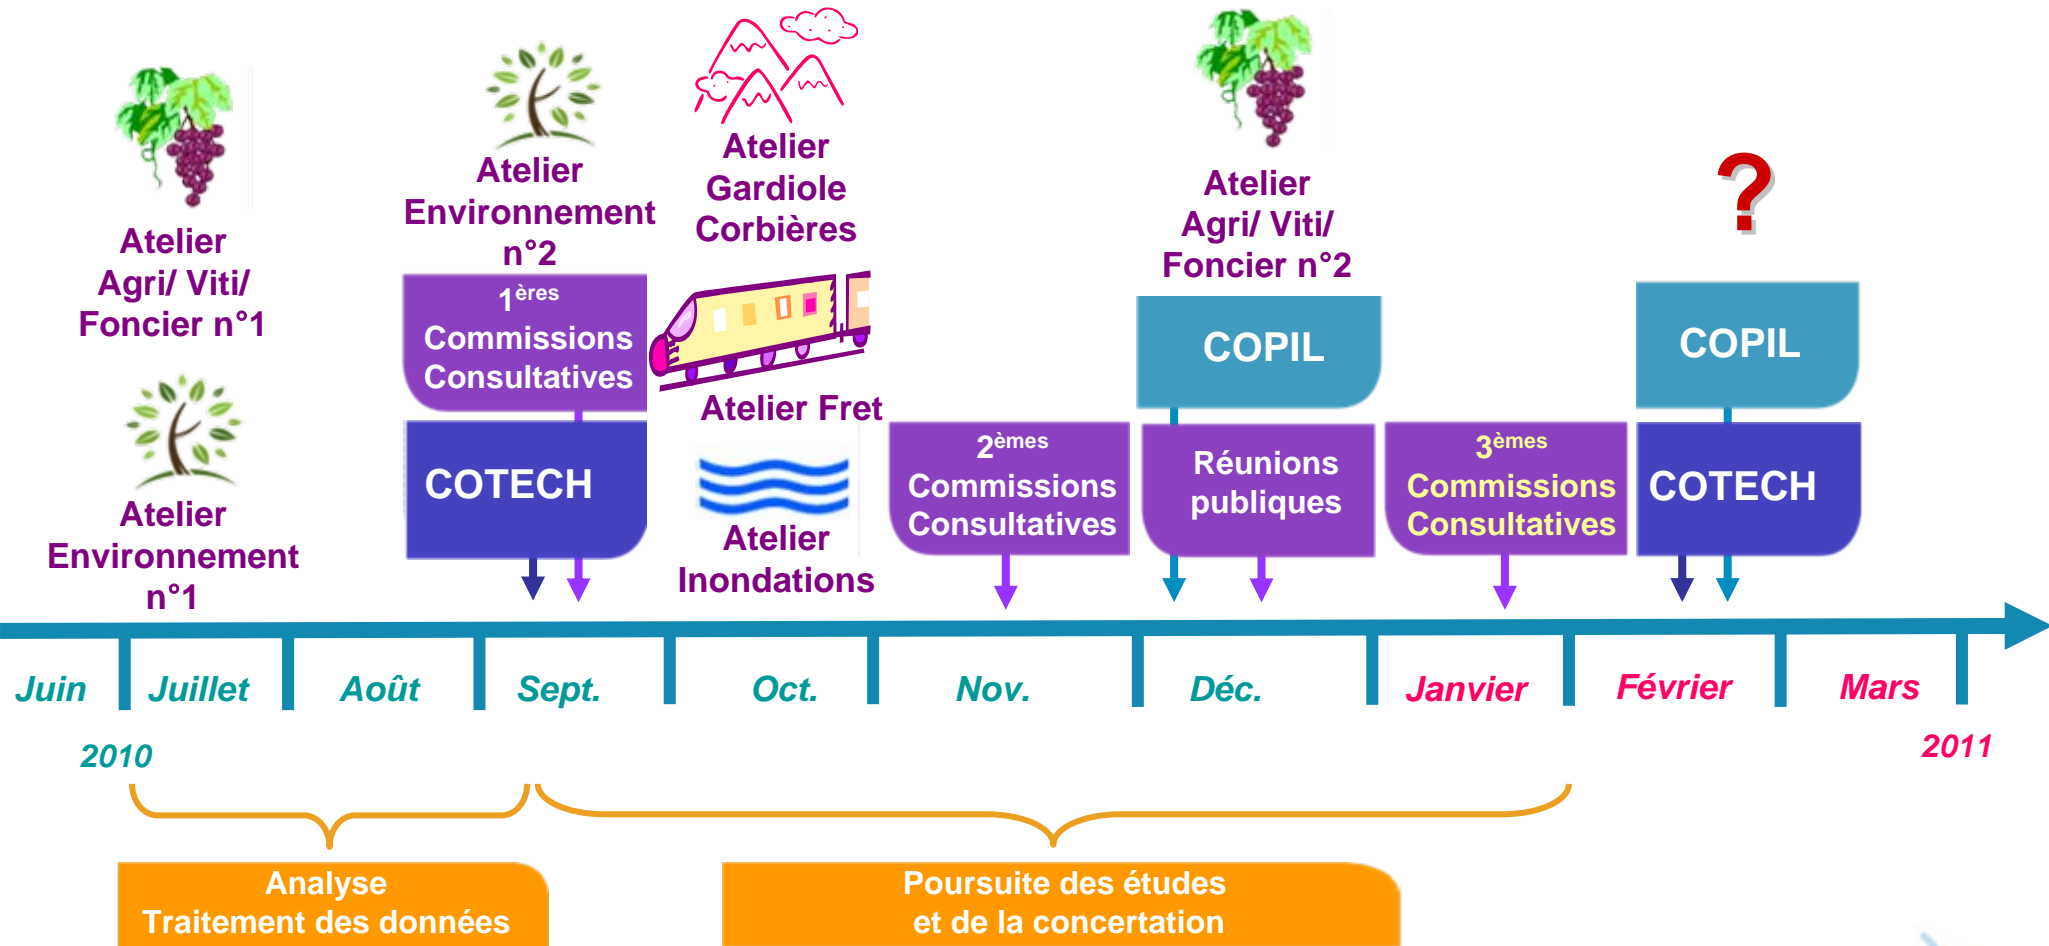 Atelier
Agri/ Viti/
Foncier n°1
Atelier
Environnement
n°1
Atelier
Environnement
n°2
1ères
Commissions
Consultatives
COTECH
Atelier
Gardiole
Corbières
Atelier Fret
Atelier
Inondations
2èmes
Commissions
Consultatives
Atelier
Agri/ Viti/
Foncier n°2
COPIL
Réunions
publiques
3èmes
Commissions
Consultatives
?
COPIL
COTECH
Juin Juillet Août Sept. Oct. Nov. Déc. Janvier Février Mars
2010 2011
Analyse
Traitement des données
Poursuite des études
et de la concertation